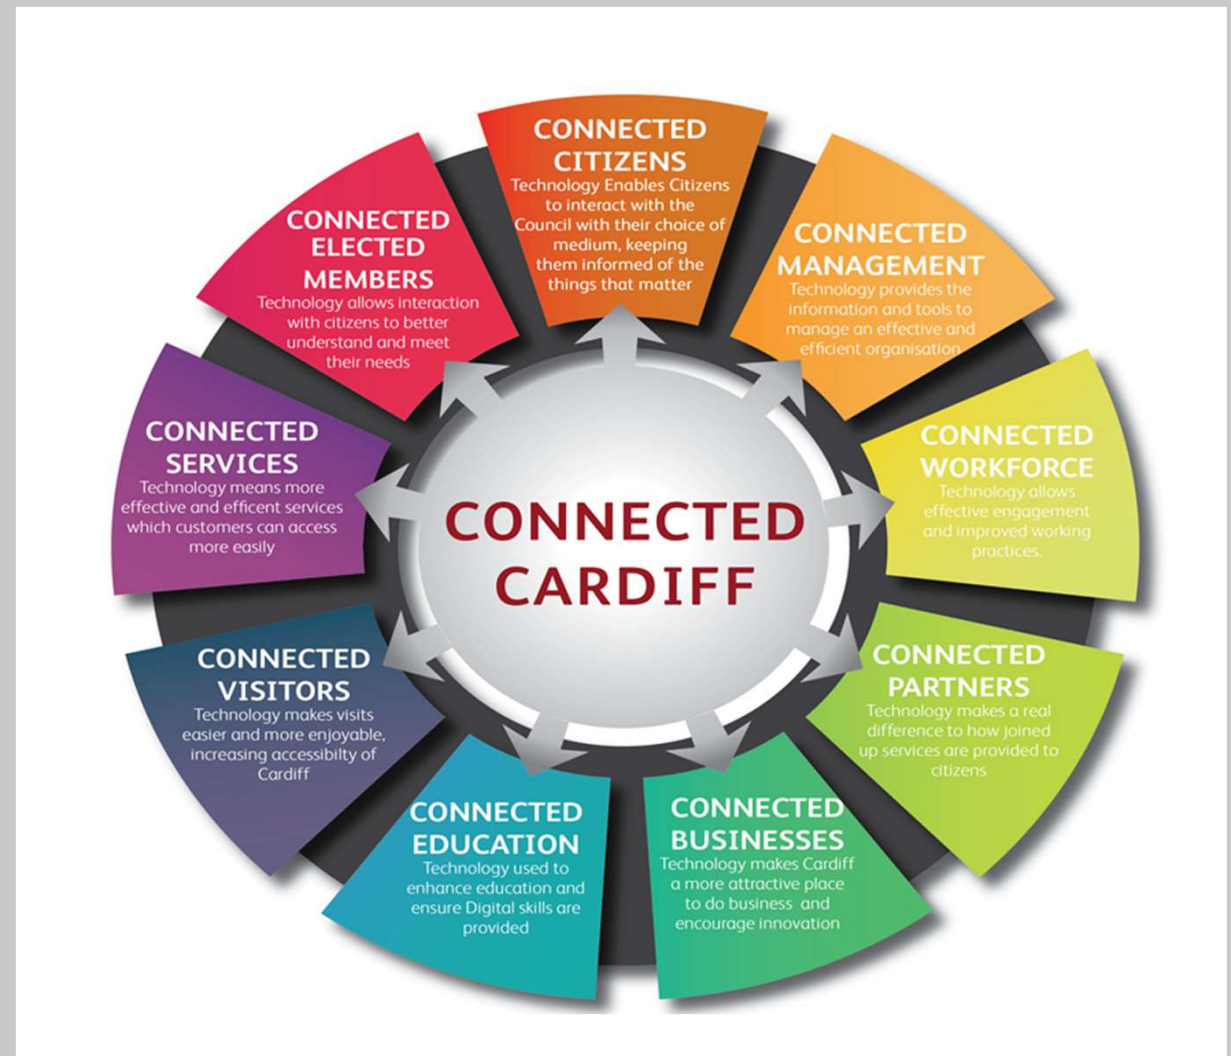 CONNECTED
CITIZENS
Technology Enables Citizens
to interact with the
Council with their choice of
medium, keeping
them informed of the
things that matter
CONNECTED
MANAGEMENT
Technology provides the
information and tools to
manage an effective and
efficient organisation
CONNECTED
WORKFORCE
Technology allows
effective engagement
and improved working
practices.
CONNECTED
PARTNERS
Technology makes a real
difference to how joined
up services are provided to
citizens
CONNECTED
BUSINESSES
Technology makes Cardiff
a more attractive place
to do business and
encourage innovation
CONNECTED
EDUCATION
Technology used to
enhance education and
ensure Digital skills are
provided
CONNECTED
VISITORS
Technology makes visits
easier and more enjoyable,
increasing accessibilty of
Cardiff
CONNECTED
SERVICES
Technology means more
effective and efficent services
which customers can access
more easily
CONNECTED
ELECTED
MEMBERS
Technology allows interaction
with citizens to better
understand and meet
their needs
CONNECTED
CARDIFF